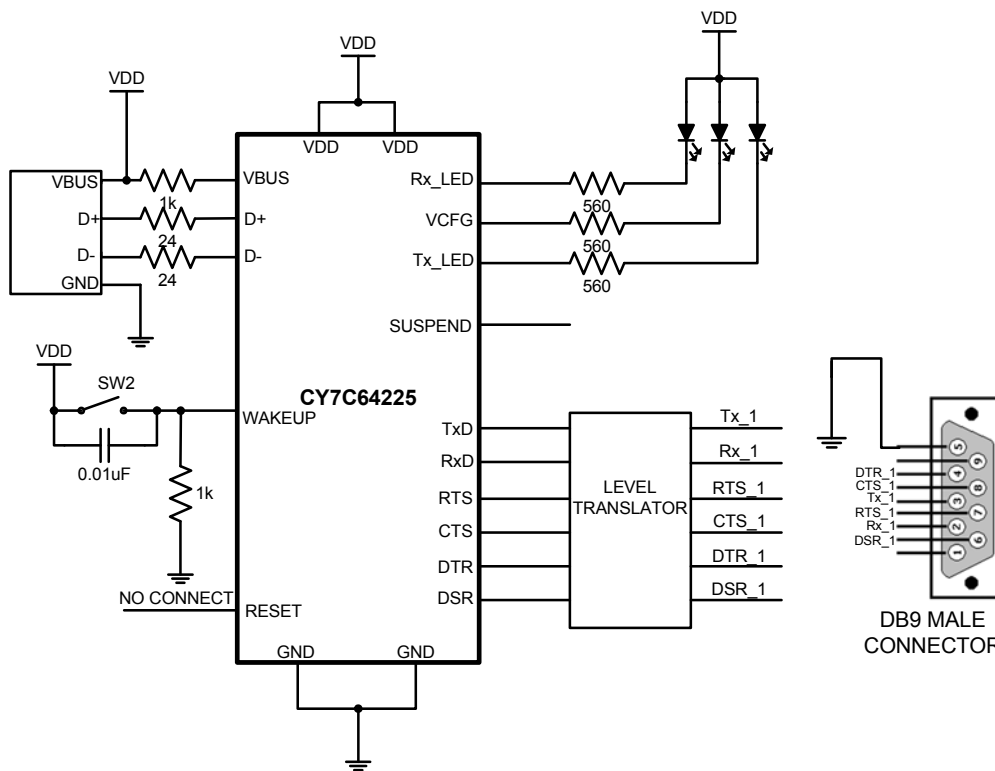 VDD
VDD
VDD
VDD
VDD
VBUS
1k
VBUS
D+
24
D+
D-
24
D-
GND
Rx_LED
560
VCFG
560
Tx_LED
560
SUSPEND
VDD
SW2
0.01uF
WAKEUP
1k
CY7C64225
NO CONNECT
RESET
GND
GND
TxD
RxD
RTS
CTS
DTR
DSR
LEVEL
TRANSLATOR
Tx_1
Rx_1
RTS_1
CTS_1
DTR_1
DSR_1
DTR_1
CTS_1
Tx_1
RTS_1
Rx_1
DSR_1
5
9
4
8
3
7
2
6
1
DB9 MALE
CONNECTOR